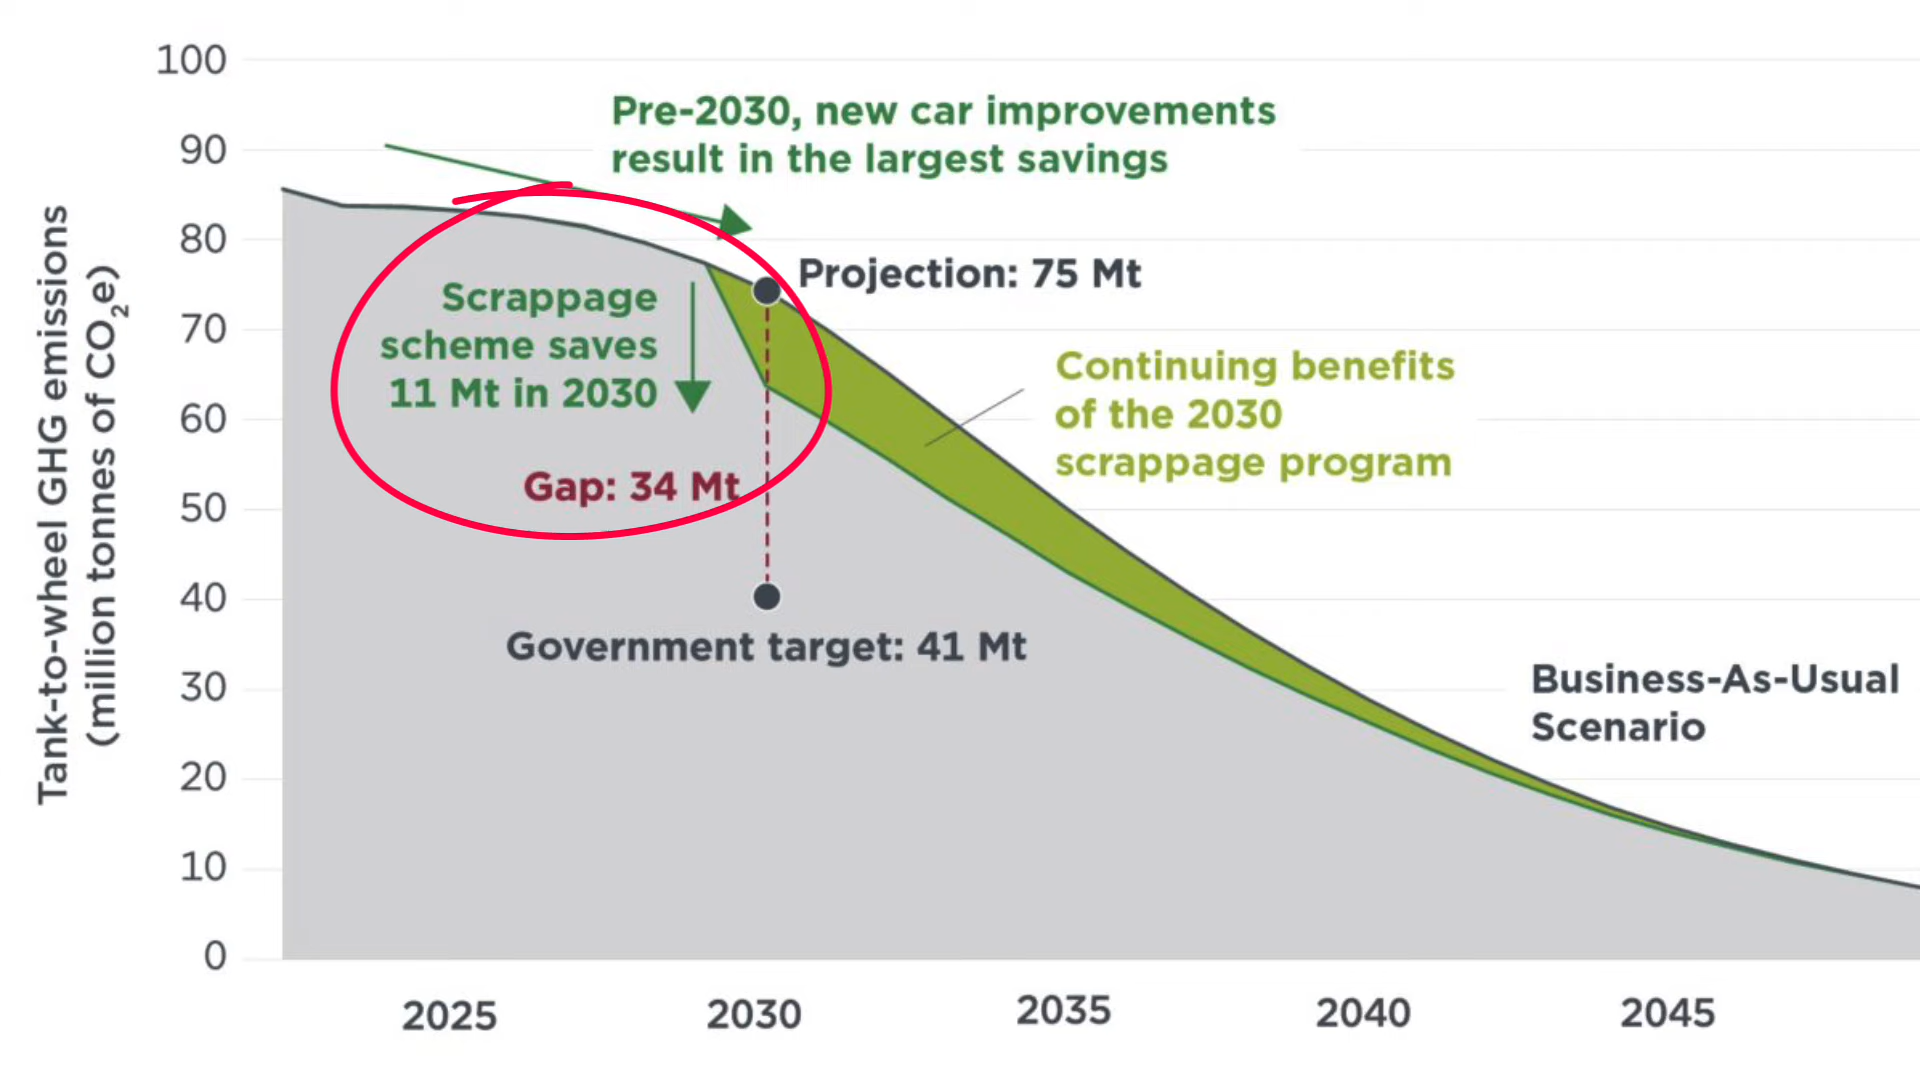 100
90
80
70
60
50
40
30
20
10
0
Tank-to-wheel GHG emissions
(million tonnes of CO₂e)
Pre-2030, new car improvements
result in the largest savings
Projection: 75 Mt
Scrappage
scheme saves
11 Mt in 2030
Continuing benefits
of the 2030
scrappage program
Gap: 34 Mt
Government target: 41 Mt
Business-As-Usual
Scenario
2025
2030
2035
2040
2045